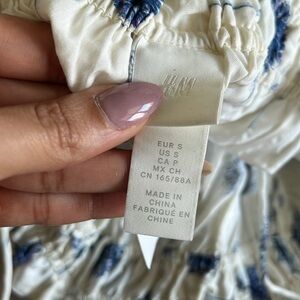 H&M
EUR S
US S
CA P
MX CH
CN 165/88A
MADE IN
CHINA
FABRIQUÉ EN
CHINE